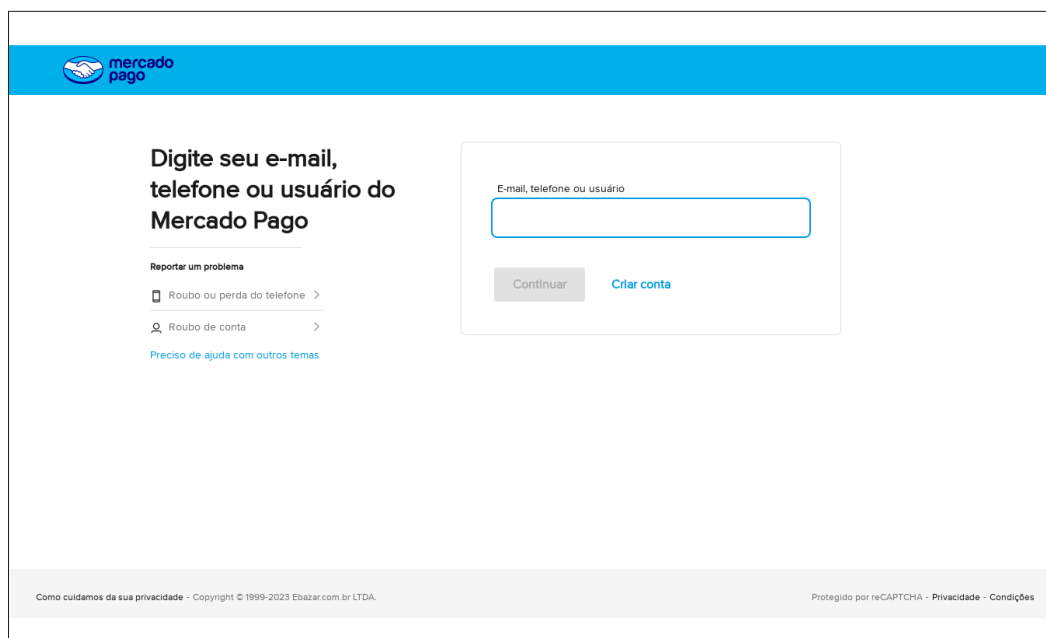 mercado
pago
Digite seu e-mail,
telefone ou usuário do
Mercado Pago
Reportar um problema
Roubo ou perda do telefone
Roubo de conta
Preciso de ajuda com outros temas
E-mail, telefone ou usuário
Continuar
Criar conta
Como cuidamos da sua privacidade - Copyright © 1999-2023 Ebazar.com.br LTDA.
Protegido por reCAPTCHA - Privacidade - Condições